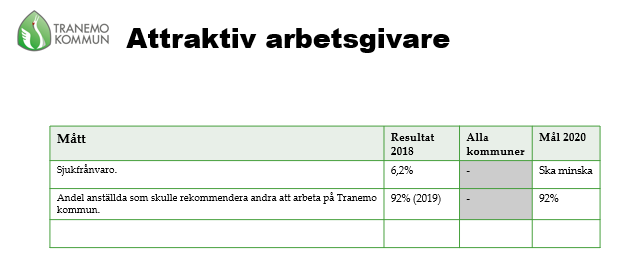 TRANEMO
KOMMUN
Attraktiv arbetsgivare
Mått
Resultat
2018
Alla
kommuner
Mål 2020
Sjukfrånvaro.
6,2%
-
Ska minska
Andel anställda som skulle rekommendera andra att arbeta på Tranemo
kommun.
92% (2019)
-
92%